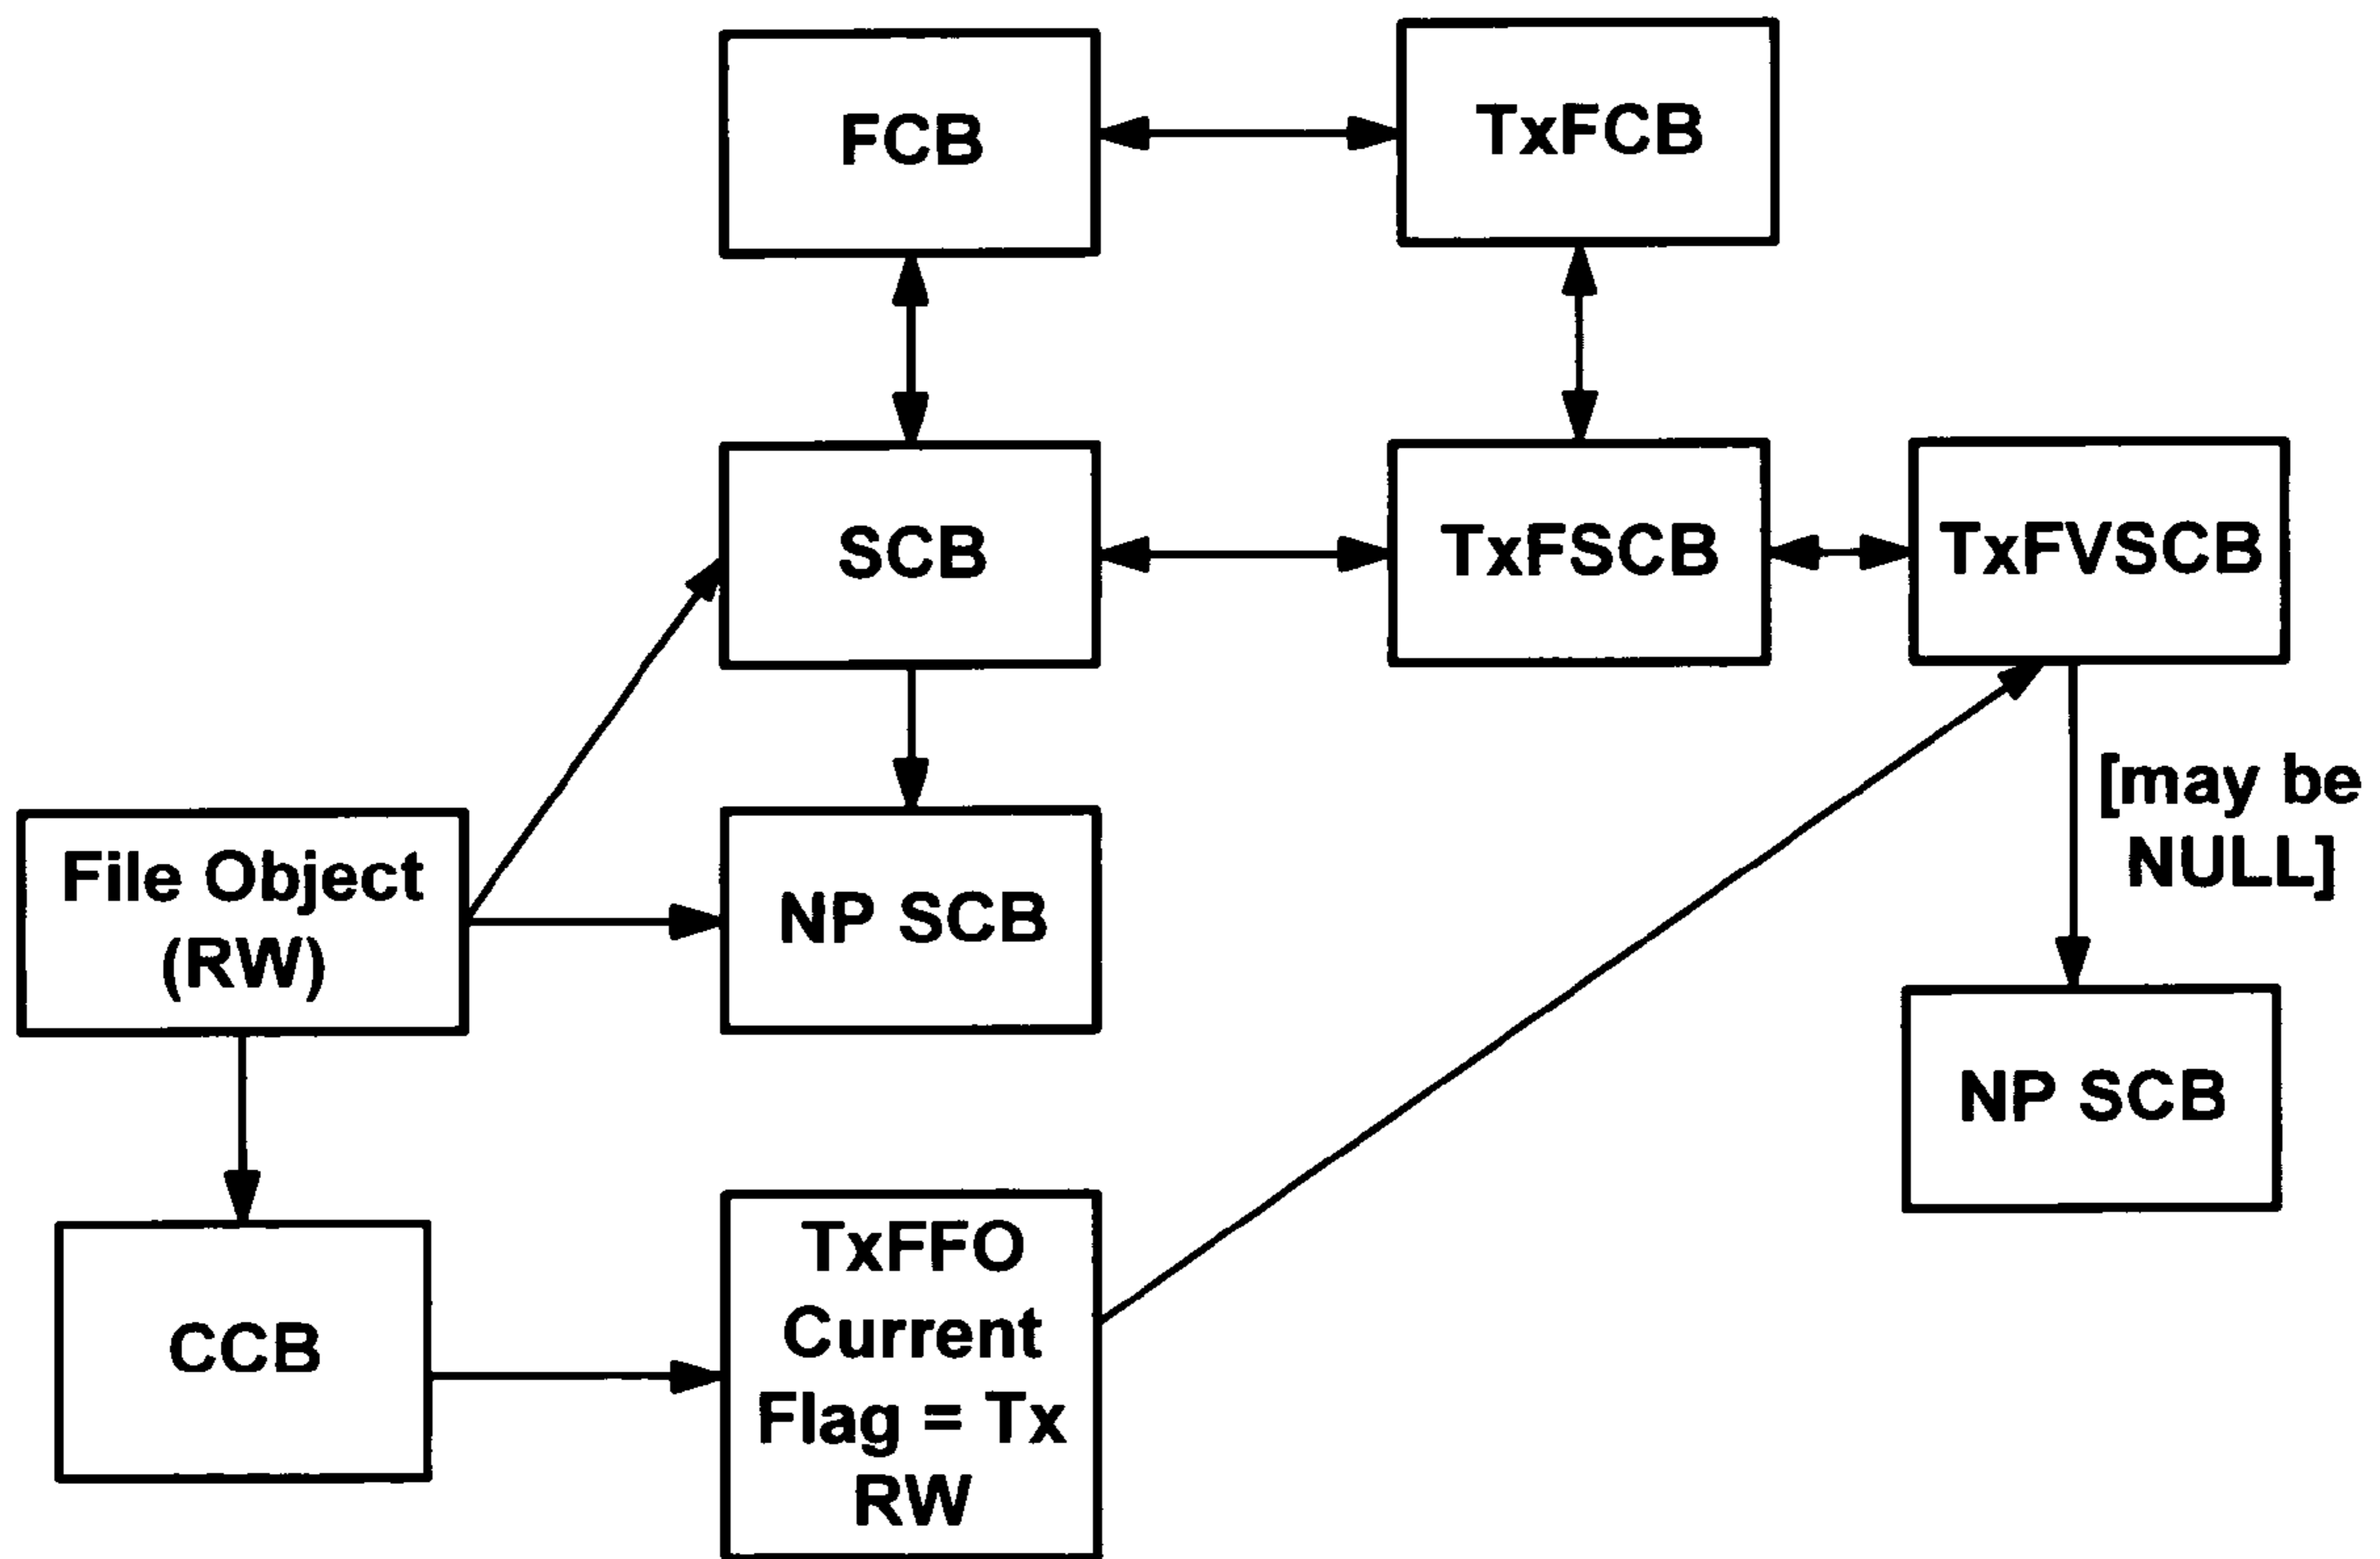 FCB
TxFCB
SCB
TxFSCB
TxFVSCB
[may be
NULL]
File Object
(RW)
NP SCB
NP SCB
CCB
TxFFO
Current
Flag = Tx
RW